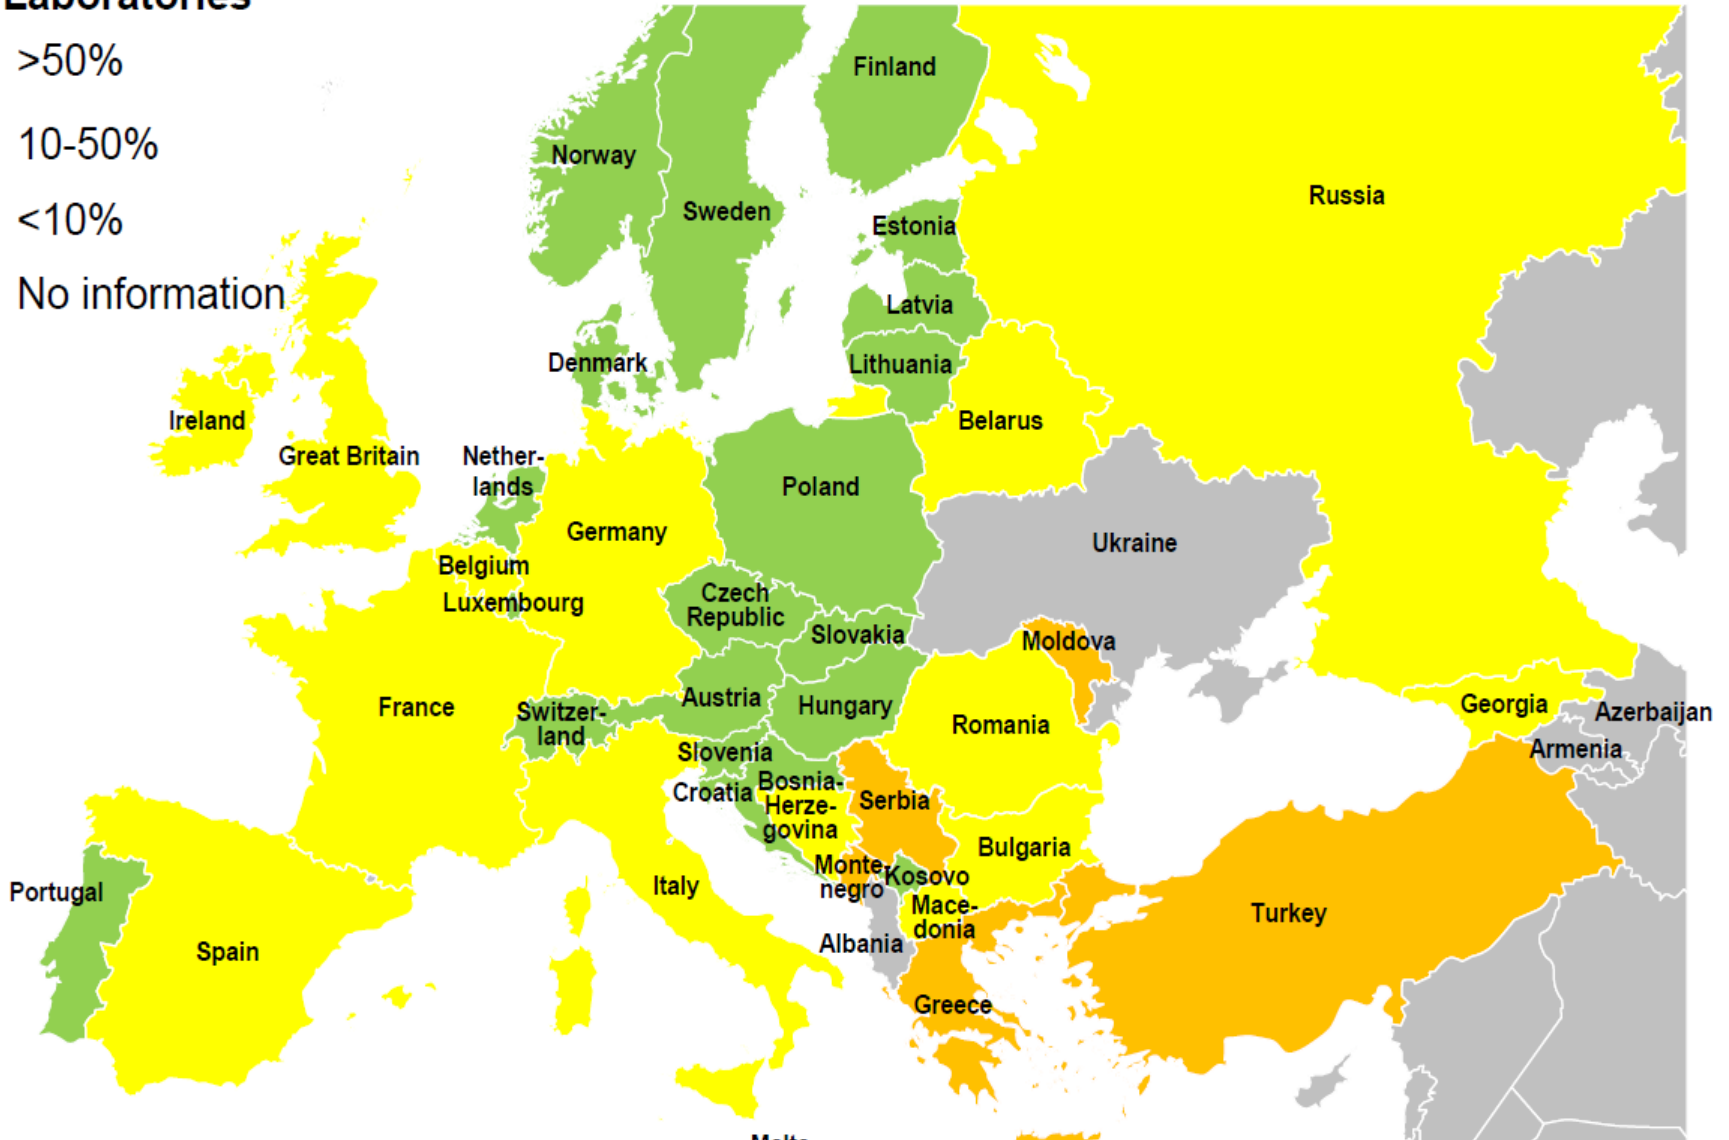 Laboratories
>50%
10-50%
<10%
No information
Finland
Norway
Sweden
Russia
Estonia
Latvia
Denmark
Lithuania
Ireland
Belarus
Great Britain
Nether-
lands
Poland
Germany
Ukraine
Belgium
Luxembourg
Czech
Republic
Slovakia
Moldova
France
Switzer-
land
Austria
Hungary
Romania
Georgia
Azerbaijan
Armenia
Slovenia
Croatia
Bosnia-
Herze-
govina
Serbia
Bulgaria
Portugal
Monte-
negro
Kosovo
Italy
Mace-
donia
Turkey
Albania
Spain
Greece
Malta